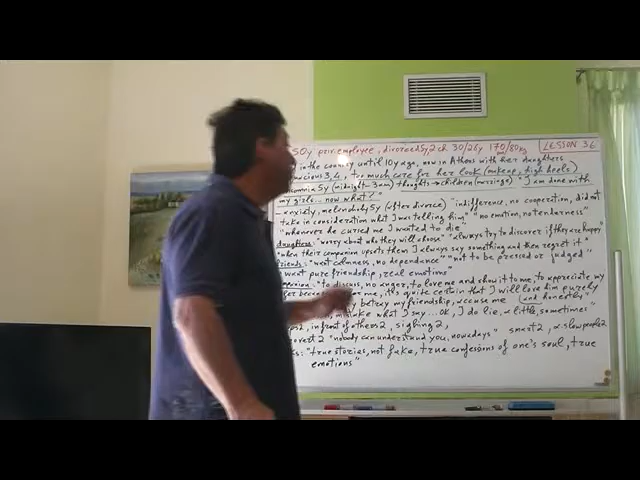 50y priv. employee, divorced 5y, 2 ch 30/26y 170/80kg LESSON 36
in the country until 10y age, now in Athens with her daughters
3,4, too much care for her look (makeup, high heels)
insomnia 5y (midnight-3am) thoughts → children (marriage) "I am done with
my girls... now what?"
anxiety, melancholy 5y (after divorce) "indifference, no cooperation, did not
take in consideration what I was telling him" "no emotion, no tenderness"
"whenever he cursed me I wanted to die"
daughters: "worry about who they will choose" "always try to discover if they are happy
"when their companion upsets them I always say something and then regret it"
friends: "want calmness, no dependance" "not to be pressed or judged"
want pure friendship, real emotions"
"to discuss, no anger, to love me and show it to me, to appreciate my
me, it's quite certain that I will love him purely
betray my friendship, accuse me (and honestly)
what I say... OK, I do lie, a little, sometimes
in front of others 2, sighing 2,
2 "nobody can understand you, nowadays" smart 2, slow people 2
"true stories, not fake, true confessions of one's soul, true
emotions"